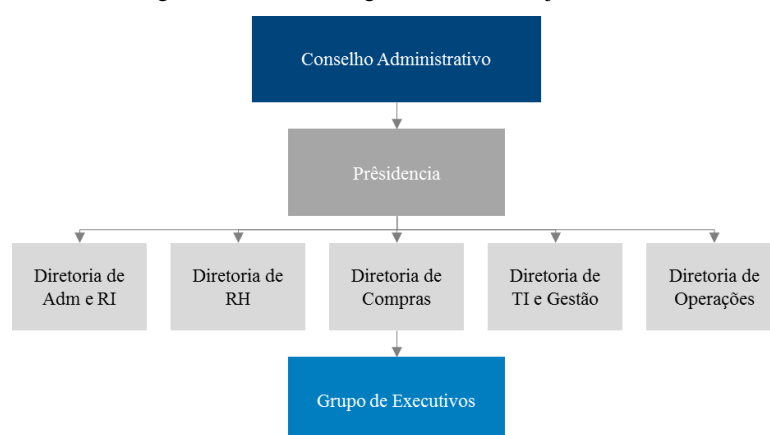 Conselho Administrativo
Prêsidencia
Diretoria de
Adm e RI
Diretoria de
RH
Diretoria de
Compras
Diretoria de
TI e Gestão
Diretoria de
Operações
Grupo de Executivos